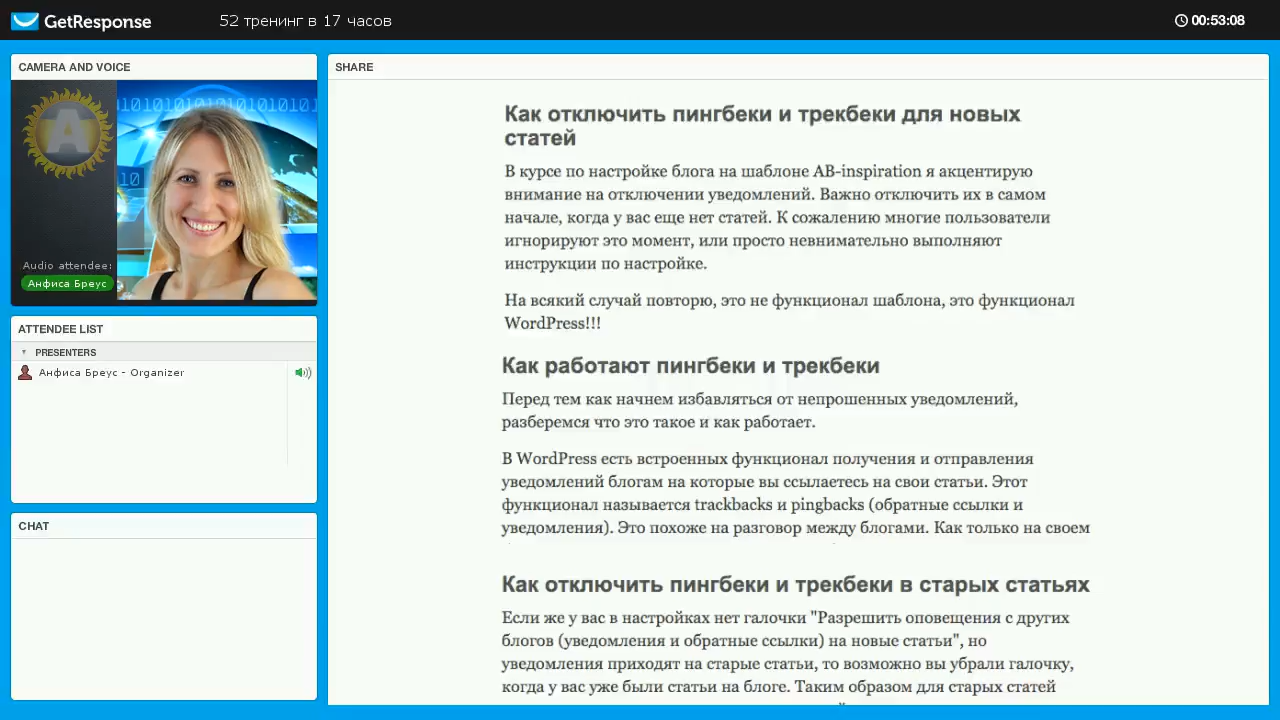 GetResponse
52 тренинг в 17 часов
00:53:08
CAMERA AND VOICE
A
Audio attendees
Анфиса Бреус
ATTENDEE LIST
PRESENTERS
Анфиса Бреус - Organizer
CHAT
SHARE
Как отключить пингбеки и трекбеки для новых
статей
В курсе по настройке блога на шаблоне AB-inspiration я акцентирую
внимание на отключении уведомлений. Важно отключить их в самом
начале, когда у вас еще нет статей. К сожалению многие пользователи
игнорируют это момент, или просто невнимательно выполняют
инструкции по настройке.
На всякий случай повторю, это не функционал шаблона, это функционал
WordPress!!!
Как работают пингбеки и трекбеки
Перед тем как начнем избавляться от непрошенных уведомлений,
разберемся что это такое и как работает.
В WordPress есть встроенных функционал получения и отправления
уведомлений блогам на которые вы ссылаетесь на свои статьи. Этот
функционал называется trackbacks и pingbacks (обратные ссылки и
уведомления). Это похоже на разговор между блогами. Как только на своем
Как отключить пингбеки и трекбеки в старых статьях
Если же у вас в настройках нет галочки "Разрешить оповещения с других
блогов (уведомления и обратные ссылки) на новые статьи", но
уведомления приходят на старые статьи, то возможно вы убрали галочку,
когда у вас уже были статьи на блоге. Таким образом для старых статей